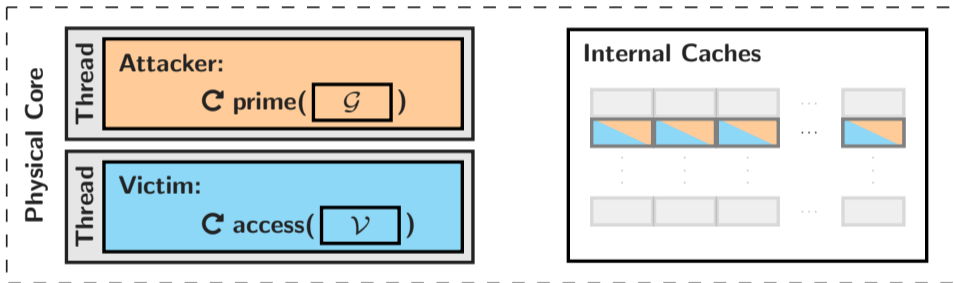 Physical Core
Thread
Attacker:
↻ prime( 𝒢 )
Thread
Victim:
↻ access( 𝒱 )
Internal Caches
...
...
...